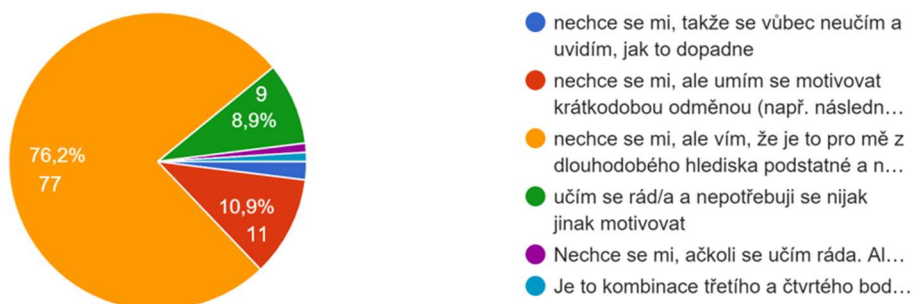 76,2%
77
9
8,9%
10,9%
11
nechce se mi, takže se vůbec neučím a
uvidím, jak to dopadne
nechce se mi, ale umím se motivovat
krátkodobou odměnou (např. následn…
nechce se mi, ale vím, že je to pro mě z
dlouhodobého hlediska podstatné a n…
učím se rád/a a nepotřebuji se nijak
jinak motivovat
Nechce se mi, ačkoli se učím ráda. Al…
Je to kombinace třetího a čtvrtého bod…